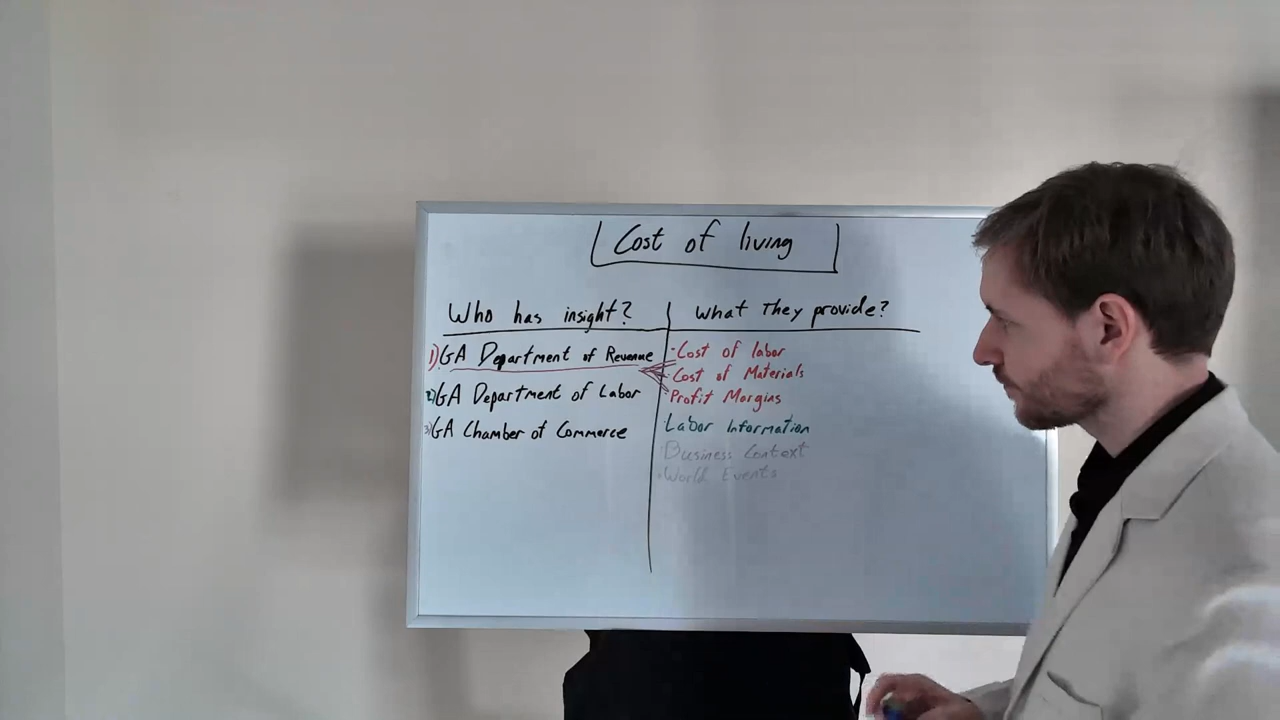 Cost of living
Who has insight?
What They provide?
1) GA Department of Revenue
- Cost of labor
- Cost of Materials
- Profit Margins
2) GA Department of Labor
Labor Information
3) GA Chamber of Commerce
Business Context
World Events